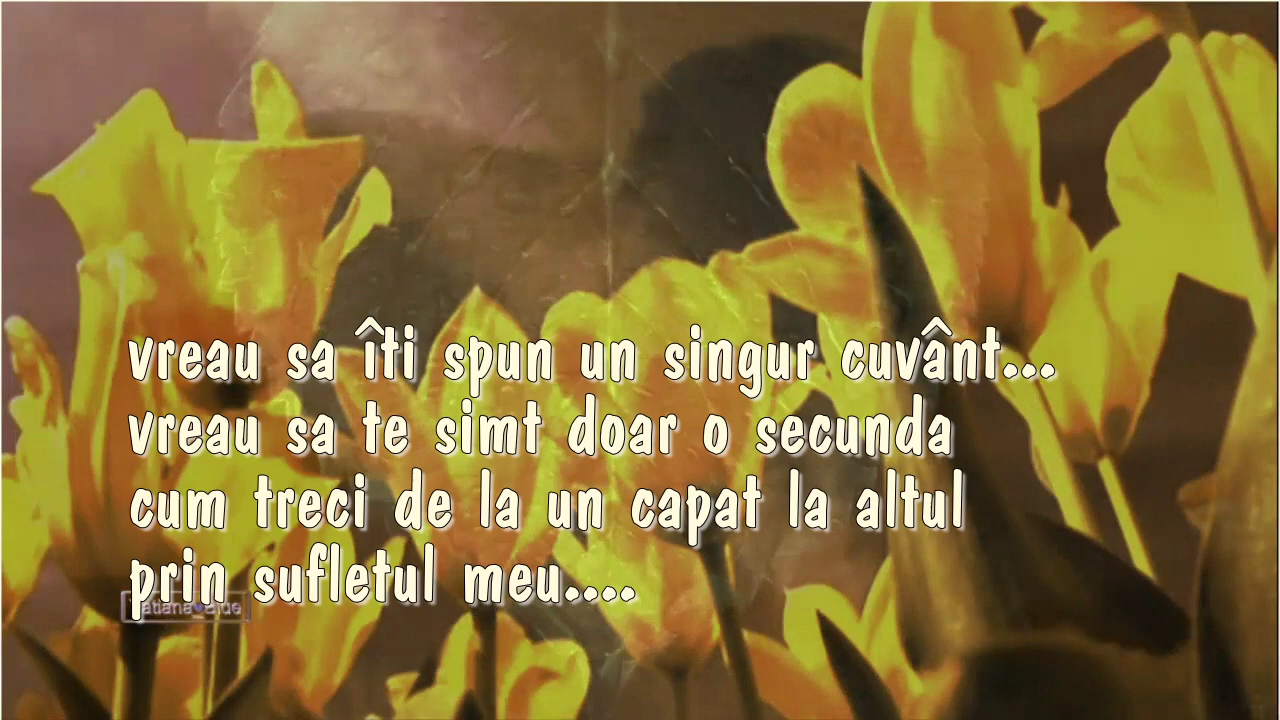 vreau sa îti spun un singur cuvânt...
vreau sa te simt doar o secunda
cum treci de la un capat la altul
prin sufletul meu....